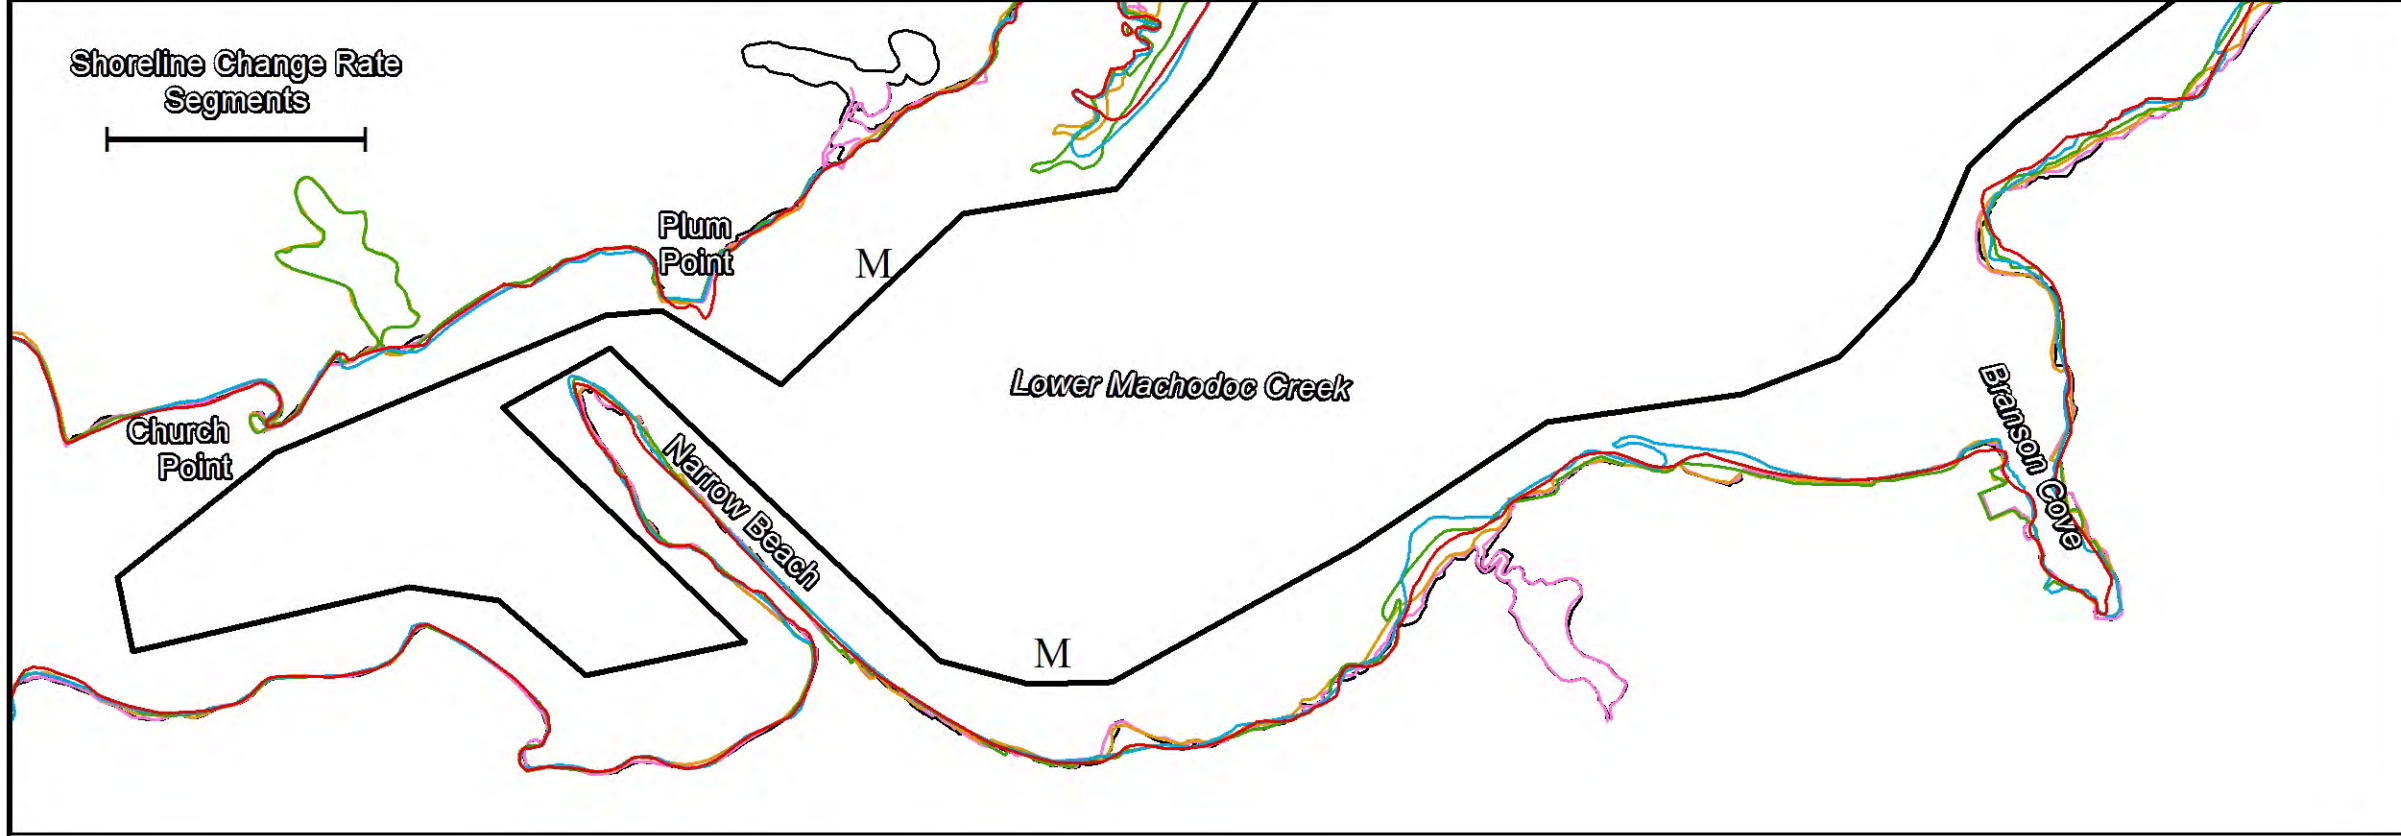 Shoreline Change Rate
Segments
Plum
Point
M
Lower Machodoc Creek
Church
Point
Narrow Beach
Branson Cove
M